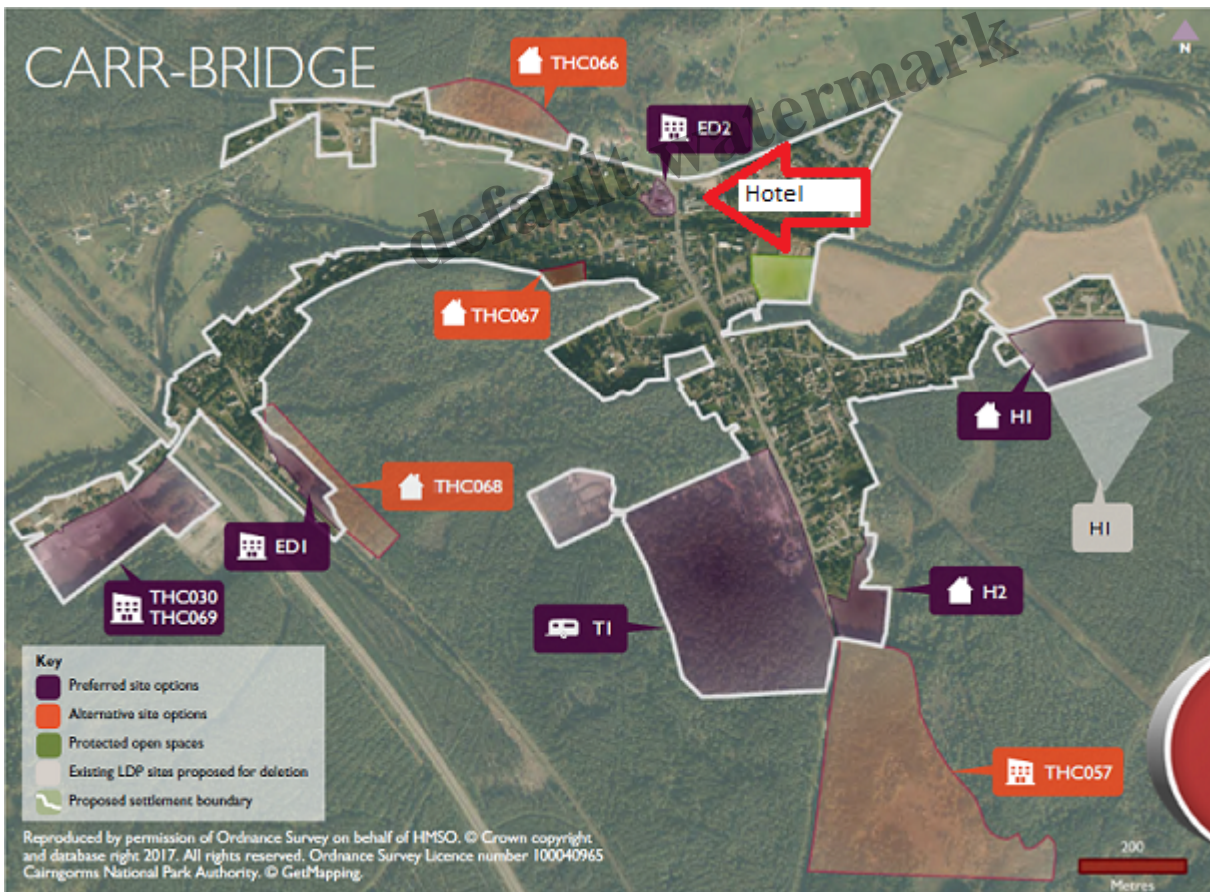 CARR-BRIDGE
N
THC066
ED2
default watermark
Hotel
THC067
H1
THC068
H1
ED1
THC030
THC069
H2
T1
THC057
Key
Preferred site options
Alternative site options
Protected open spaces
Existing LDP sites proposed for deletion
Proposed settlement boundary
Reproduced by permission of Ordnance Survey on behalf of HMSO. © Crown copyright
and database right 2017. All rights reserved. Ordnance Survey Licence number 100040965
Cairngorms National Park Authority. © GetMapping.
200
Metres